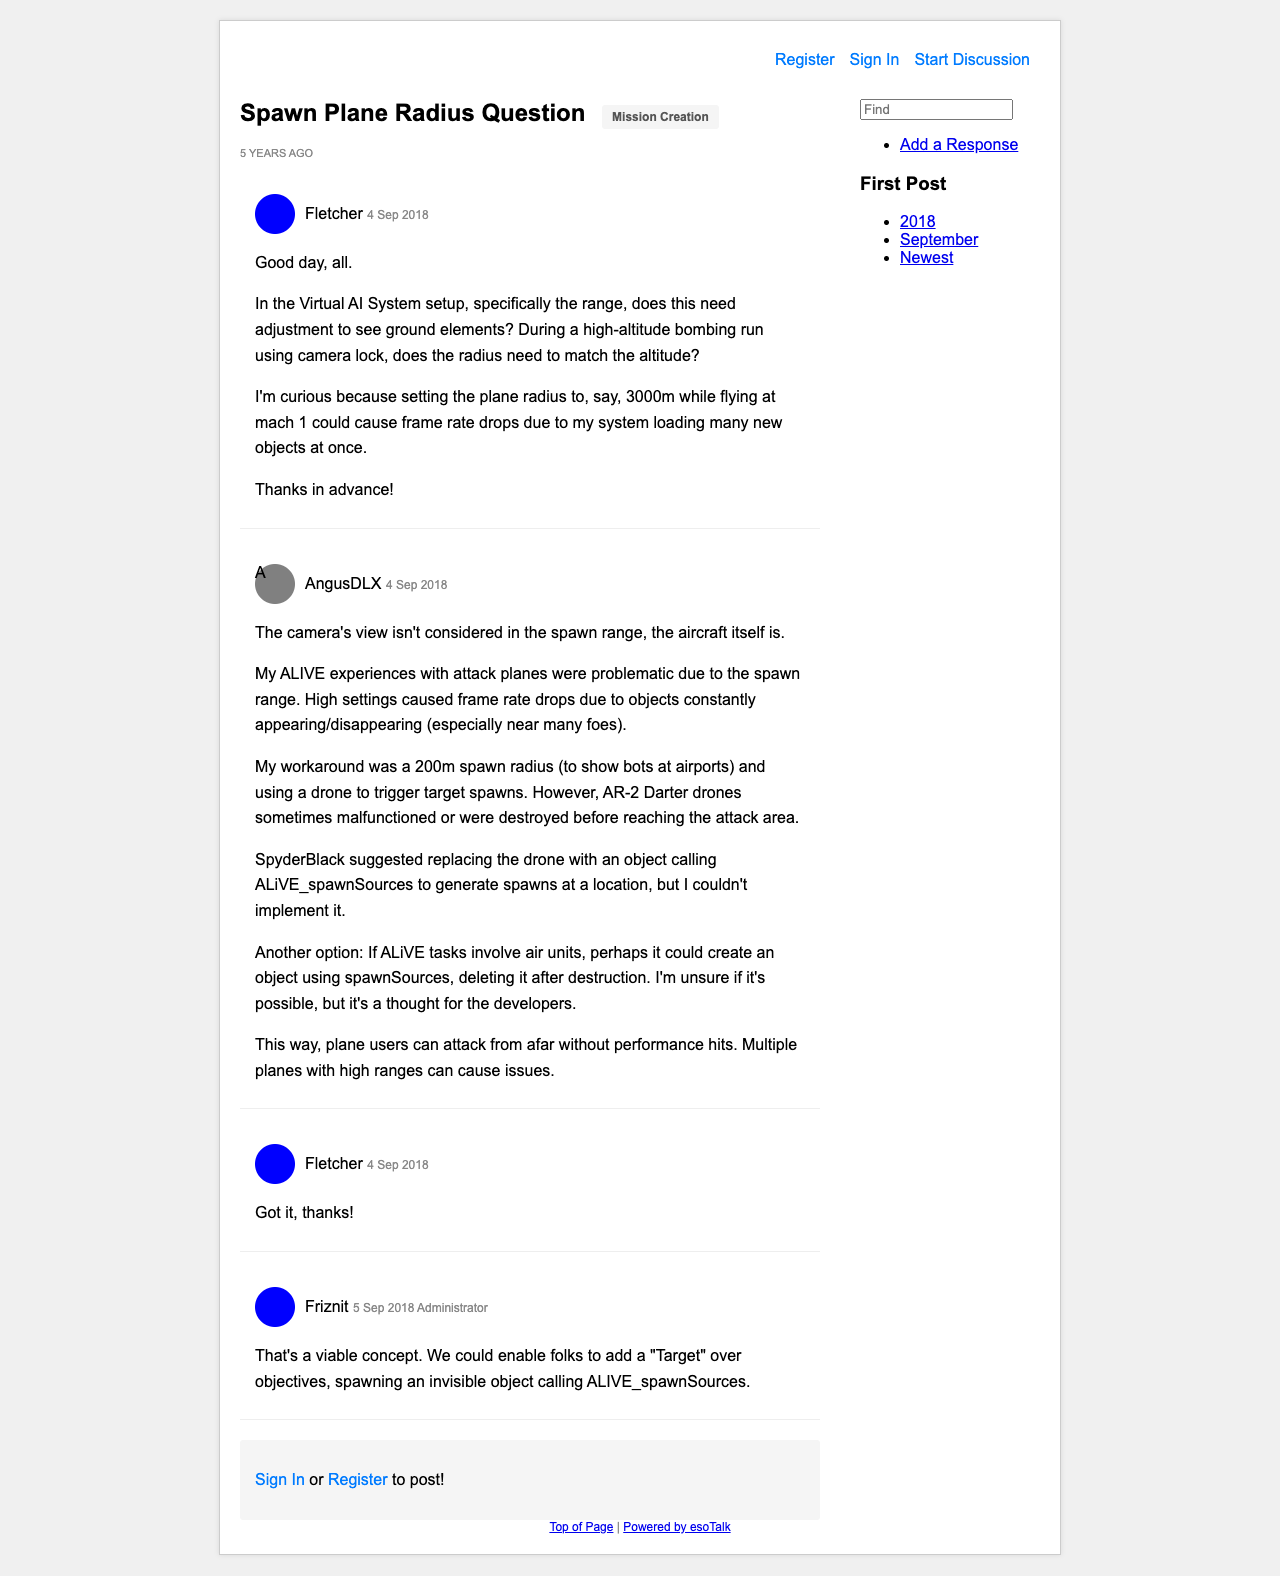 Register Sign In Start Discussion
Spawn Plane Radius Question Mission Creation
5 YEARS AGO
Fletcher 4 Sep 2018
Good day, all.
In the Virtual AI System setup, specifically the range, does this need
adjustment to see ground elements? During a high-altitude bombing run
using camera lock, does the radius need to match the altitude?
I'm curious because setting the plane radius to, say, 3000m while flying at
mach 1 could cause frame rate drops due to my system loading many new
objects at once.
Thanks in advance!
A
AngusDLX 4 Sep 2018
The camera's view isn't considered in the spawn range, the aircraft itself is.
My ALIVE experiences with attack planes were problematic due to the spawn
range. High settings caused frame rate drops due to objects constantly
appearing/disappearing (especially near many foes).
My workaround was a 200m spawn radius (to show bots at airports) and
using a drone to trigger target spawns. However, AR-2 Darter drones
sometimes malfunctioned or were destroyed before reaching the attack area.
SpyderBlack suggested replacing the drone with an object calling
ALiVE_spawnSources to generate spawns at a location, but I couldn't
implement it.
Another option: If ALiVE tasks involve air units, perhaps it could create an
object using spawnSources, deleting it after destruction. I'm unsure if it's
possible, but it's a thought for the developers.
This way, plane users can attack from afar without performance hits. Multiple
planes with high ranges can cause issues.
Fletcher 4 Sep 2018
Got it, thanks!
Friznit 5 Sep 2018 Administrator
That's a viable concept. We could enable folks to add a "Target" over
objectives, spawning an invisible object calling ALIVE_spawnSources.
Sign In or Register to post!
Find
Add a Response
First Post
2018
September
Newest
Top of Page | Powered by esoTalk